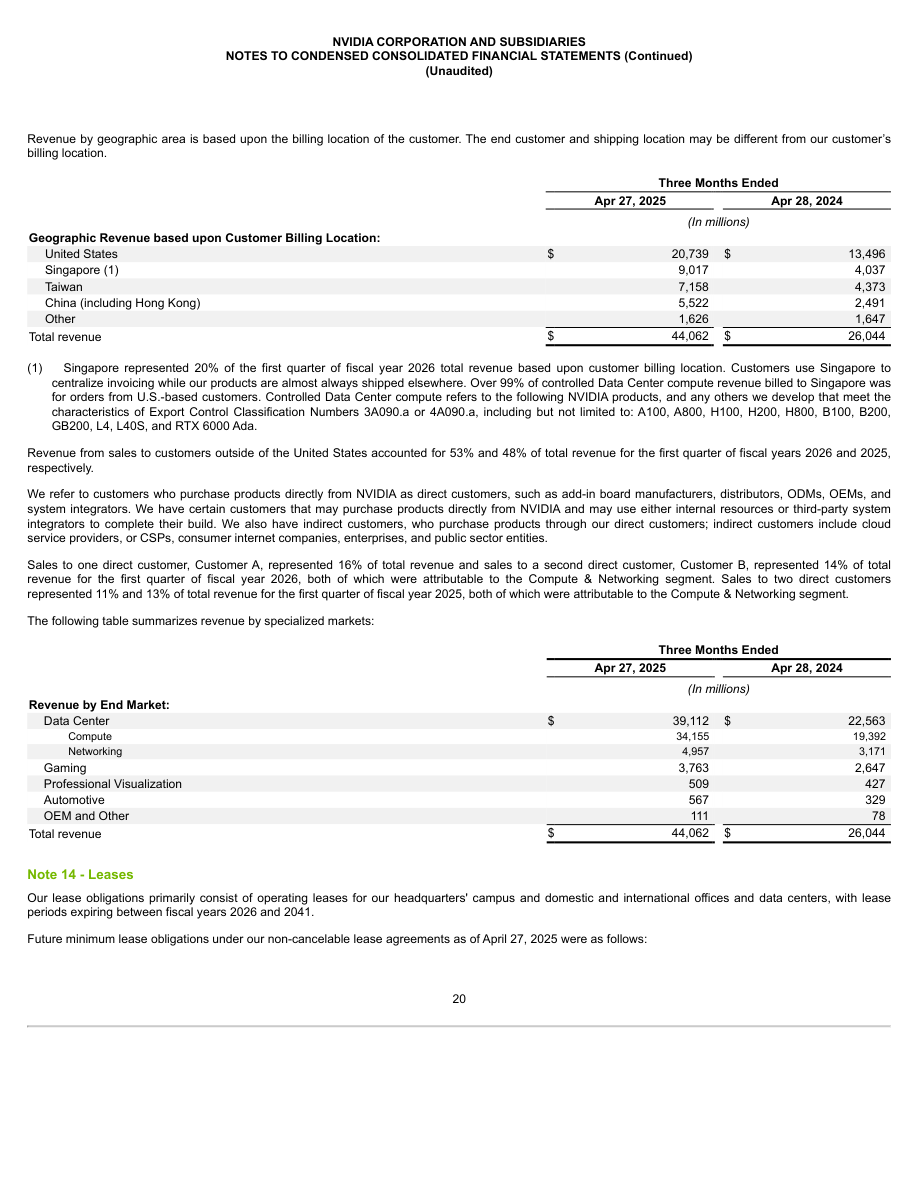 NVIDIA CORPORATION AND SUBSIDIARIES
NOTES TO CONDENSED CONSOLIDATED FINANCIAL STATEMENTS (Continued)
(Unaudited)
Revenue by geographic area is based upon the billing location of the customer. The end customer and shipping location may be different from our customer's
billing location.
Three Months Ended
Apr 27, 2025 Apr 28, 2024
(In millions)
Geographic Revenue based upon Customer Billing Location:
United States $ 20,739 $ 13,496
Singapore (1) 9,017 4,037
Taiwan 7,158 4,373
China (including Hong Kong) 5,522 2,491
Other 1,626 1,647
Total revenue $ 44,062 $ 26,044
(1) Singapore represented 20% of the first quarter of fiscal year 2026 total revenue based upon customer billing location. Customers use Singapore to
centralize invoicing while our products are almost always shipped elsewhere. Over 99% of controlled Data Center compute revenue billed to Singapore was
for orders from U.S.-based customers. Controlled Data Center compute refers to the following NVIDIA products, and any others we develop that meet the
characteristics of Export Control Classification Numbers 3A090.a or 4A090.a, including but not limited to: A100, A800, H100, H200, H800, B100, B200,
GB200, L4, L40S, and RTX 6000 Ada.
Revenue from sales to customers outside of the United States accounted for 53% and 48% of total revenue for the first quarter of fiscal years 2026 and 2025,
respectively.
We refer to customers who purchase products directly from NVIDIA as direct customers, such as add-in board manufacturers, distributors, ODMs, OEMs, and
system integrators. We have certain customers that may purchase products directly from NVIDIA and may use either internal resources or third-party system
integrators to complete their build. We also have indirect customers, who purchase products through our direct customers; indirect customers include cloud
service providers, or CSPs, consumer internet companies, enterprises, and public sector entities.
Sales to one direct customer, Customer A, represented 16% of total revenue and sales to a second direct customer, Customer B, represented 14% of total
revenue for the first quarter of fiscal year 2026, both of which were attributable to the Compute & Networking segment. Sales to two direct customers
represented 11% and 13% of total revenue for the first quarter of fiscal year 2025, both of which were attributable to the Compute & Networking segment.
The following table summarizes revenue by specialized markets:
Three Months Ended
Apr 27, 2025 Apr 28, 2024
(In millions)
Revenue by End Market:
Data Center $ 39,112 $ 22,563
Compute 34,155 19,392
Networking 4,957 3,171
Gaming 3,763 2,647
Professional Visualization 509 427
Automotive 567 329
OEM and Other 111 78
Total revenue $ 44,062 $ 26,044
Note 14 - Leases
Our lease obligations primarily consist of operating leases for our headquarters' campus and domestic and international offices and data centers, with lease
periods expiring between fiscal years 2026 and 2041.
Future minimum lease obligations under our non-cancelable lease agreements as of April 27, 2025 were as follows:
20